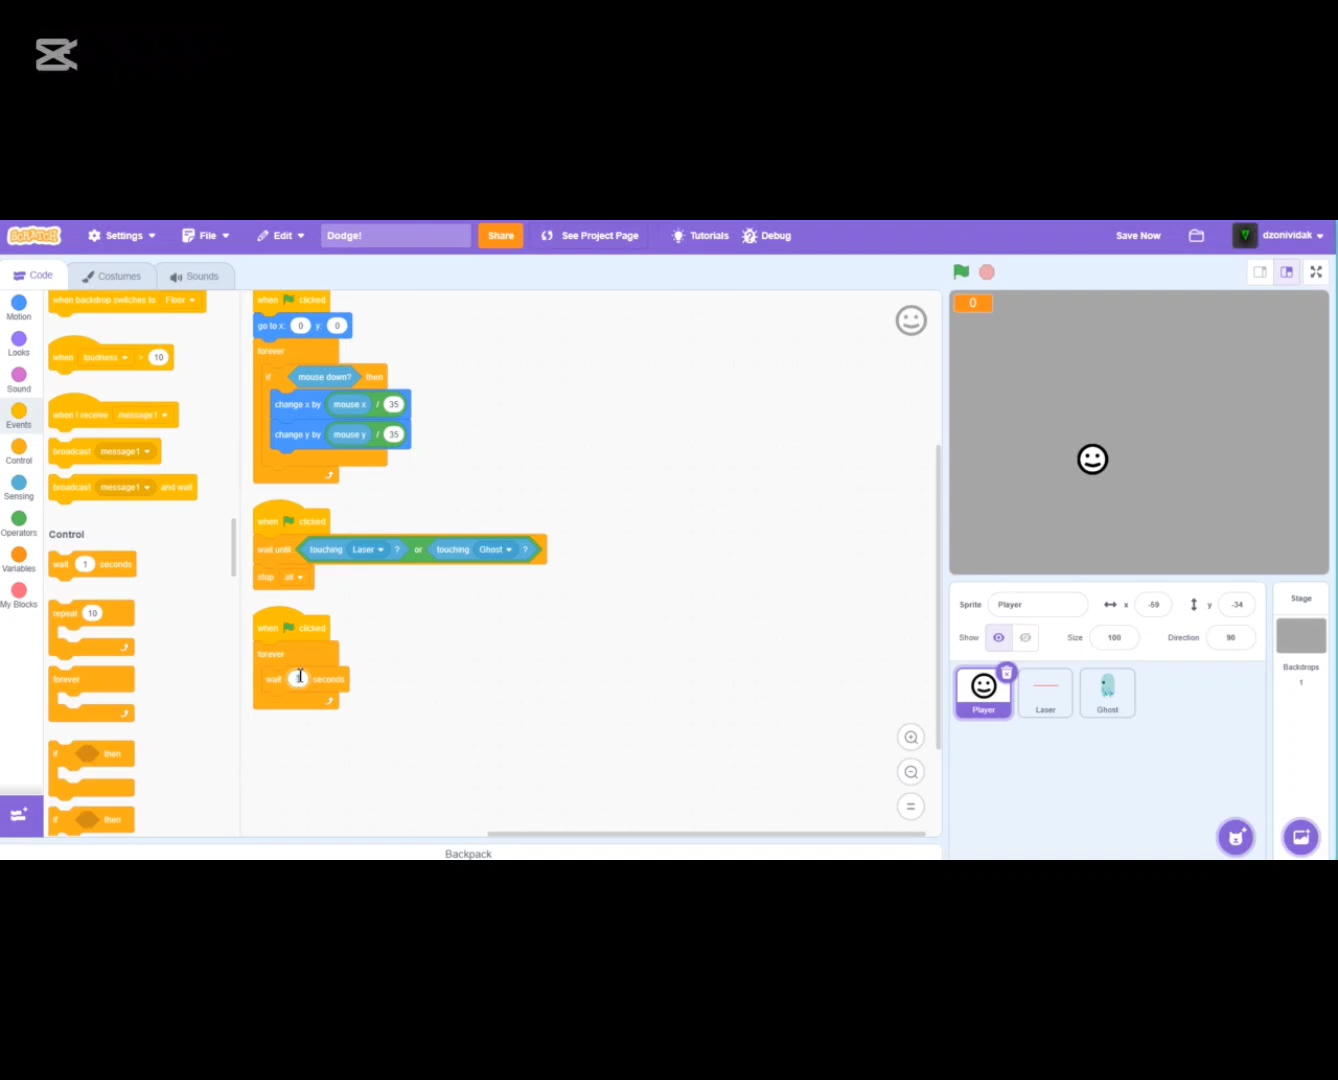 SCRATCH Settings File Edit Dodge! Share See Project Page Tutorials Debug Save Now dzonividak
Code Costumes Sounds
Motion
Looks
Sound
Events
Control
Sensing
Operators
Variables
My Blocks
when backdrop switches to Floor
when loudness > 10
when I receive message1
broadcast message1
broadcast message1 and wait
Control
wait 1 seconds
repeat 10
forever
if then
if then
when clicked
go to x: 0 y: 0
forever
if mouse down? then
change x by mouse x / 35
change y by mouse y / 35
when clicked
wait until touching Laser ? or touching Ghost ?
stop all
when clicked
forever
wait seconds
Backpack
0
Sprite Player x -59 y -34
Show Size 100 Direction 90
Player Laser Ghost
Stage
Backdrops
1